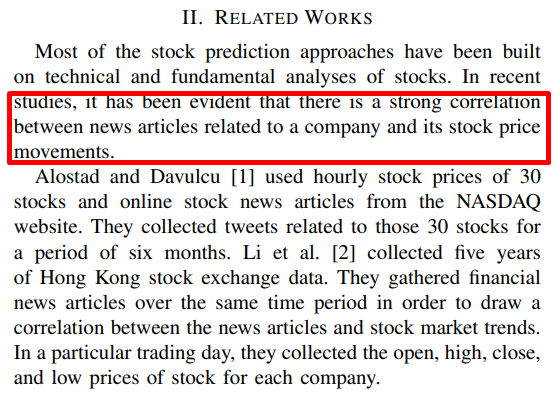 II. RELATED WORKS
Most of the stock prediction approaches have been built
on technical and fundamental analyses of stocks. In recent
studies, it has been evident that there is a strong correlation
between news articles related to a company and its stock price
movements.
Alostad and Davulcu [1] used hourly stock prices of 30
stocks and online stock news articles from the NASDAQ
website. They collected tweets related to those 30 stocks for
a period of six months. Li et al. [2] collected five years
of Hong Kong stock exchange data. They gathered financial
news articles over the same time period in order to draw a
correlation between the news articles and stock market trends.
In a particular trading day, they collected the open, high, close,
and low prices of stock for each company.